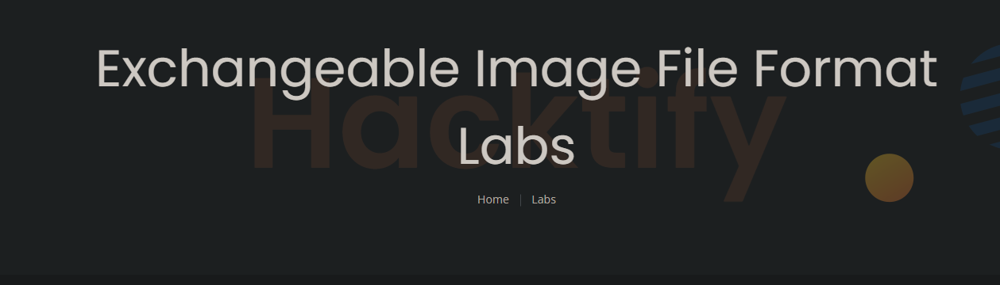 Exchangeable Image File Format
Hacktify
Labs
Home | Labs